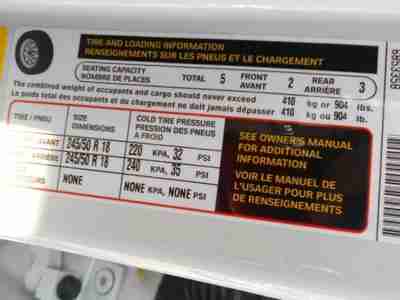 TIRE AND LOADING INFORMATION
RENSEIGNEMENTS SUR LES PNEUS ET LE CHARGEMENT
SEATING CAPACITY
NOMBRE DE PLACES TOTAL 5 FRONT AVANT 2 REAR ARRIÈRE 3
The combined weight of occupants and cargo should never exceed 410 kg or 904 lbs.
Le poids total des occupants et du chargement ne doit jamais dépasser 410 kg ou 904 lb.
TIRE / PNEU SIZE DIMENSIONS COLD TIRE PRESSURE PRESSION DES PNEUS A FROID
245/50 R 18 220 KPA, 32 PSI
245/50 R 18 240 KPA, 35 PSI
NONE NONE KPA, NONE PSI
SEE OWNER'S MANUAL
FOR ADDITIONAL
INFORMATION
VOIR LE MANUEL DE
L'USAGER POUR PLUS
DE RENSEIGNEMENTS